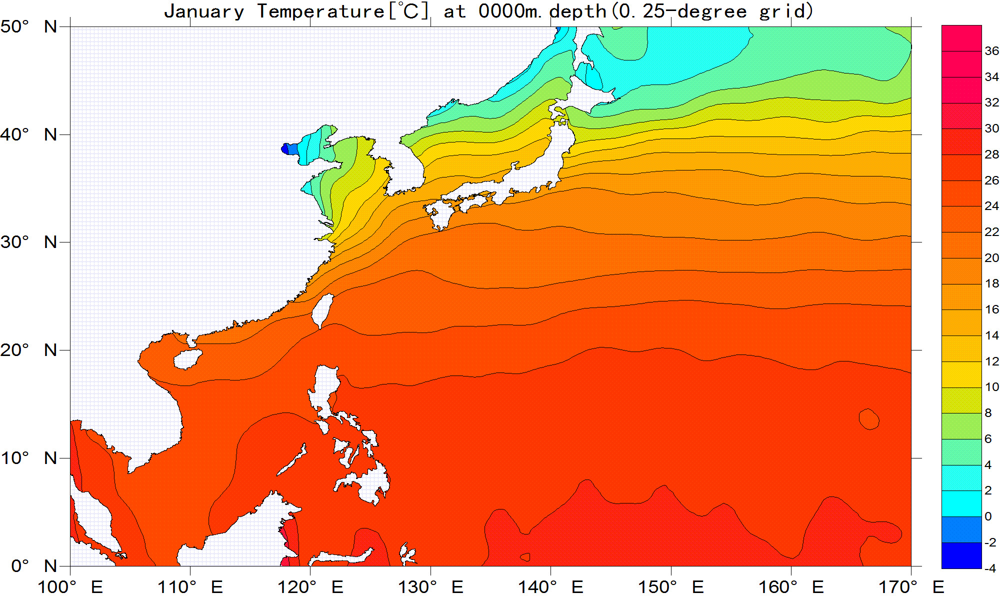 January Temperature[℃] at 0000m.depth(0.25-degree grid)
50° N
40° N
30° N
20° N
10° N
0° N
100° E 110° E 120° E 130° E 140° E 150° E 160° E 170° E
36
34
32
30
28
26
24
22
20
18
16
14
12
10
8
6
4
2
0
-2
-4